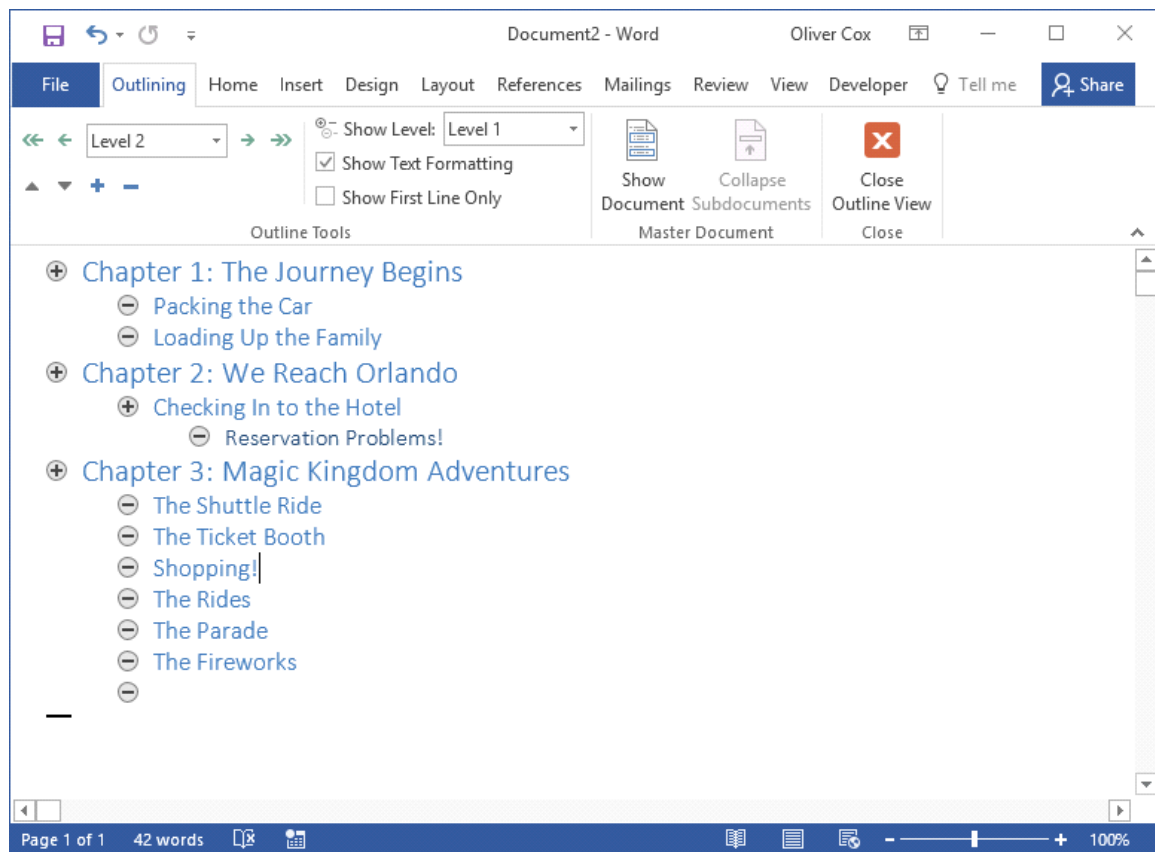 Document2 - Word
Oliver Cox
File Outlining Home Insert Design Layout References Mailings Review View Developer Tell me Share
Level 2
Show Level: Level 1
Show Text Formatting
Show First Line Only
Outline Tools
Show
Document
Collapse
Subdocuments
Master Document
Close
Outline View
Close
Chapter 1: The Journey Begins
Packing the Car
Loading Up the Family
Chapter 2: We Reach Orlando
Checking In to the Hotel
Reservation Problems!
Chapter 3: Magic Kingdom Adventures
The Shuttle Ride
The Ticket Booth
Shopping!
The Rides
The Parade
The Fireworks
Page 1 of 1 42 words 100%